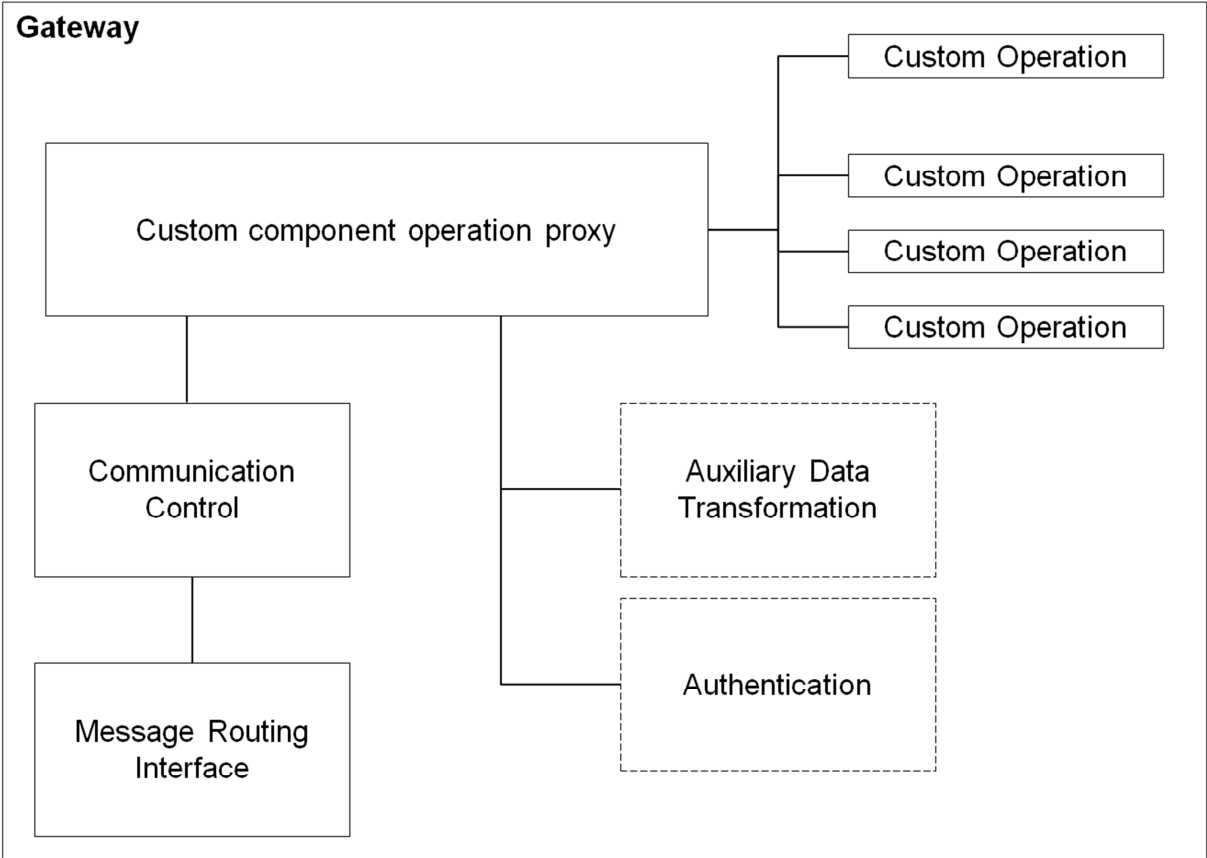 Gateway
Custom Operation
Custom Operation
Custom component operation proxy
Custom Operation
Custom Operation
Communication
Control
Auxiliary Data
Transformation
Authentication
Message Routing
Interface